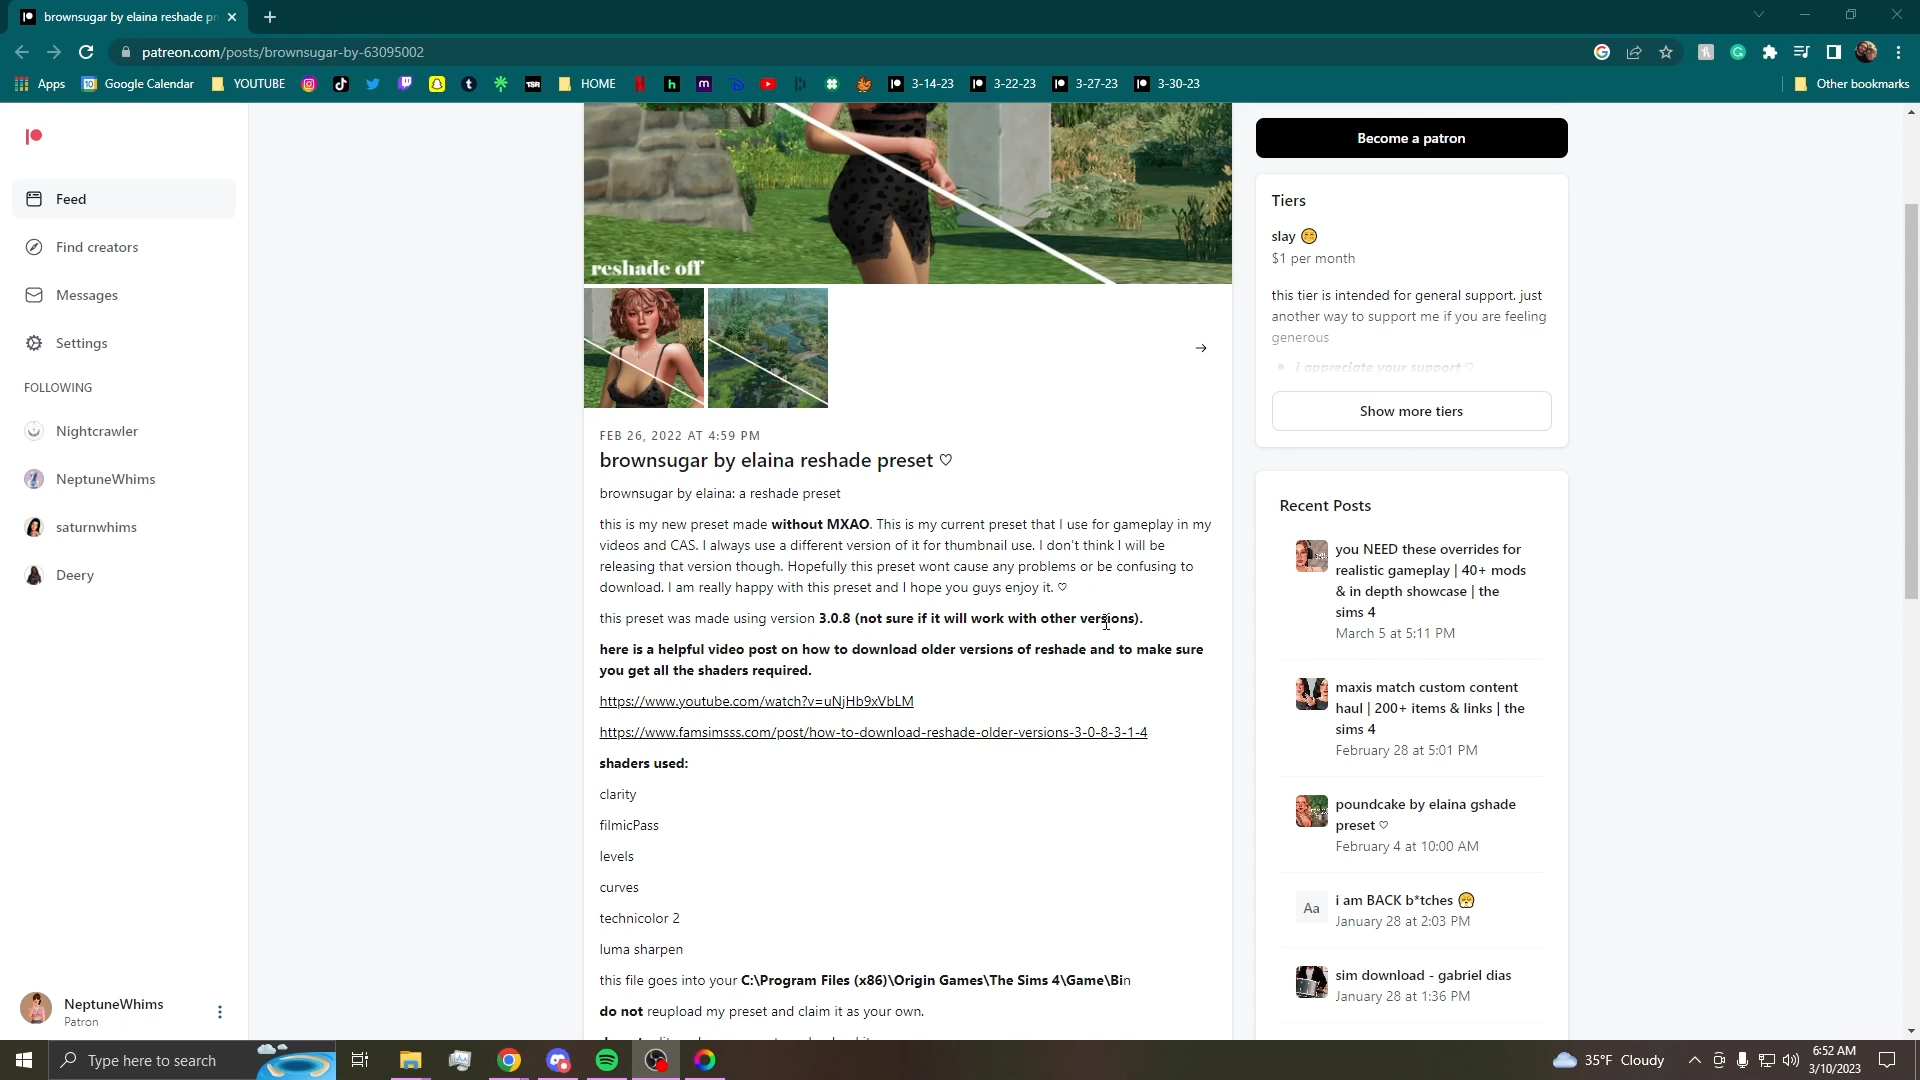 brownsugar by elaina reshade pr
patreon.com/posts/brownsugar-by-63095002
Apps
Google Calendar
YOUTUBE
HOME
3-14-23
3-22-23
3-27-23
3-30-23
Other bookmarks
Feed
Find creators
Messages
Settings
FOLLOWING
Nightcrawler
NeptuneWhims
saturnwhims
Deery
NeptuneWhims
Patron
reshade off
FEB 26, 2022 AT 4:59 PM
brownsugar by elaina reshade preset ♡
brownsugar by elaina: a reshade preset
this is my new preset made without MXAO. This is my current preset that I use for gameplay in my
videos and CAS. I always use a different version of it for thumbnail use. I don't think I will be
releasing that version though. Hopefully this preset wont cause any problems or be confusing to
download. I am really happy with this preset and I hope you guys enjoy it. ♡
this preset was made using version 3.0.8 (not sure if it will work with other versions).
here is a helpful video post on how to download older versions of reshade and to make sure
you get all the shaders required.
https://www.youtube.com/watch?v=uNjHb9xVbLM
https://www.famsimsss.com/post/how-to-download-reshade-older-versions-3-0-8-3-1-4
shaders used:
clarity
filmicPass
levels
curves
technicolor 2
luma sharpen
this file goes into your C:\Program Files (x86)\Origin Games\The Sims 4\Game\Bin
do not reupload my preset and claim it as your own.
Become a patron
Tiers
slay 🤭
$1 per month
this tier is intended for general support. just
another way to support me if you are feeling
generous
i appreciate your support ♡
Show more tiers
Recent Posts
you NEED these overrides for
realistic gameplay | 40+ mods
& in depth showcase | the
sims 4
March 5 at 5:11 PM
maxis match custom content
haul | 200+ items & links | the
sims 4
February 28 at 5:01 PM
poundcake by elaina gshade
preset ♡
February 4 at 10:00 AM
Aa
i am BACK b*tches 😤
January 28 at 2:03 PM
sim download - gabriel dias
January 28 at 1:36 PM
Type here to search
35°F Cloudy
6:52 AM
3/10/2023